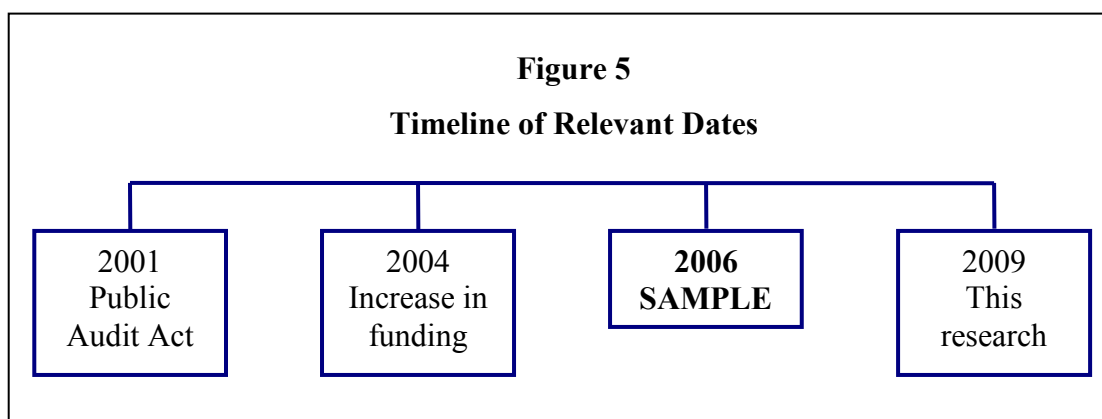 Figure 5
Timeline of Relevant Dates
2001
Public
Audit Act
2004
Increase in
funding
2006
SAMPLE
2009
This
research